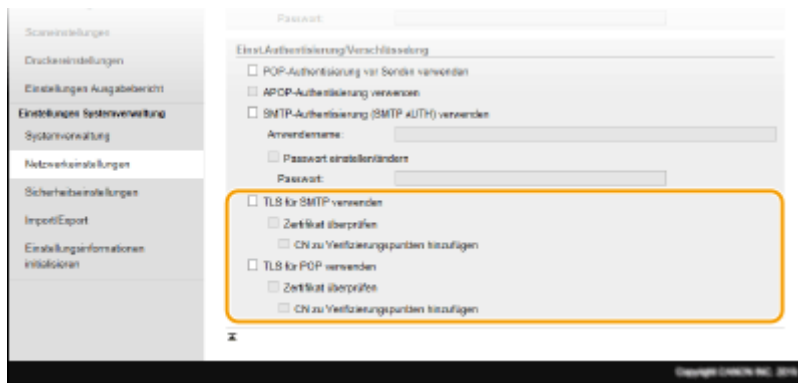 Scaneinstellungen
Druckereinstellungen
Einstellungen Ausgabebericht
Einstellungen Systemverwaltung
Systemverwaltung
Netzwerkeinstellungen
Sicherheitseinstellungen
Import/Export
Einstellungsinformationen
initialisieren
Passwort:
Einst.Authentisierung/Verschlüsselung
POP-Authentisierung vor Senden verwenden
APOP-Authentisierung verwenden
SMTP-Authentisierung (SMTP AUTH) verwenden
Anwendername:
Passwort einstellen/ändern
Passwort:
TLS für SMTP verwenden
Zertifikat überprüfen
CN zu Verifizierungspunkten hinzufügen
TLS für POP verwenden
Zertifikat überprüfen
CN zu Verifizierungspunkten hinzufügen
Copyright CANON INC. 2015